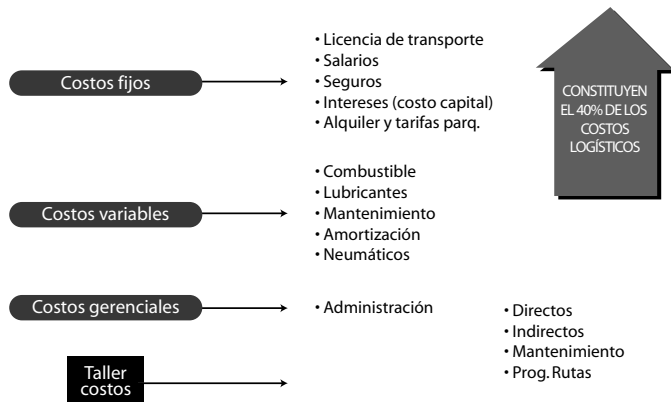 Costos fijos
• Licencia de transporte
• Salarios
• Seguros
• Intereses (costo capital)
• Alquiler y tarifas parq.
CONSTITUYEN
EL 40% DE LOS
COSTOS
LOGÍSTICOS
Costos variables
• Combustible
• Lubricantes
• Mantenimiento
• Amortización
• Neumáticos
Costos gerenciales
• Administración
• Directos
• Indirectos
• Mantenimiento
• Prog. Rutas
Taller
costos